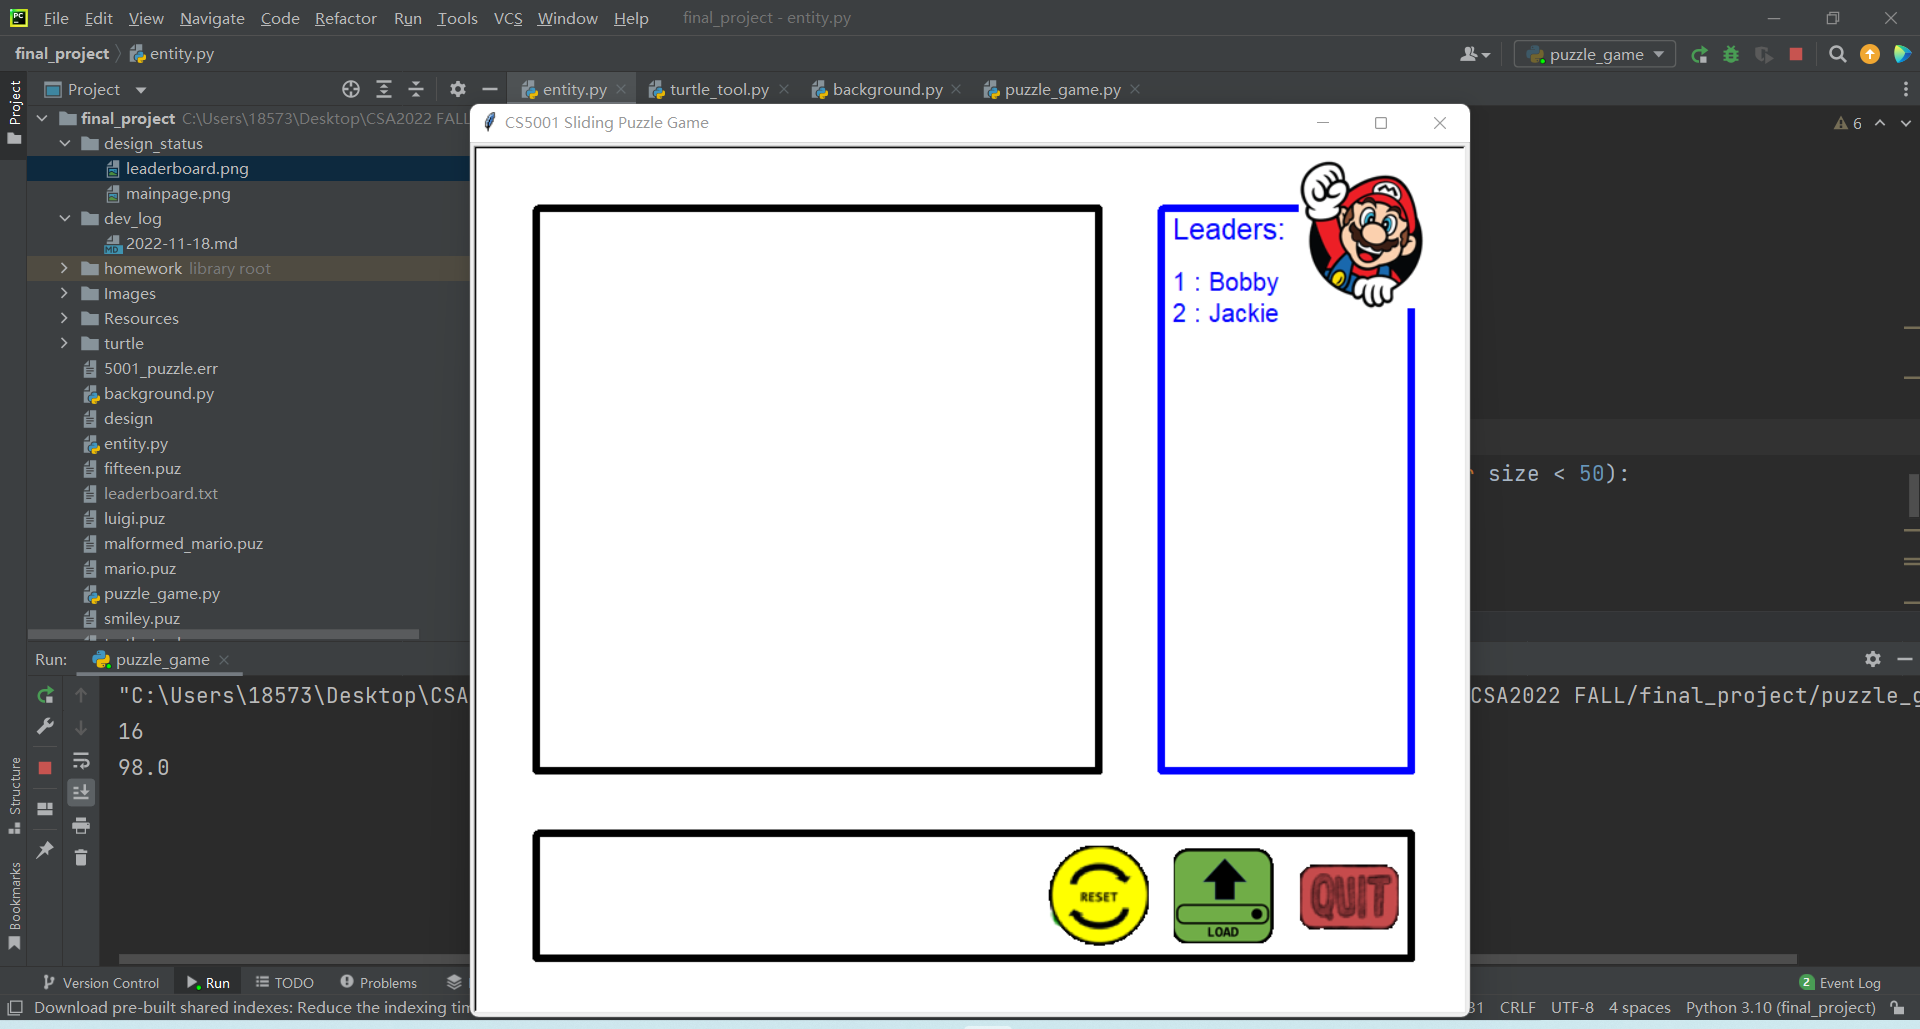 File Edit View Navigate Code Refactor Run Tools VCS Window Help final_project - entity.py
final_project entity.py
puzzle_game
Project
Project
entity.py turtle_tool.py background.py puzzle_game.py
final_project C:\Users\18573\Desktop\CSA2022 FALL
design_status
leaderboard.png
mainpage.png
dev_log
2022-11-18.md
homework library root
Images
Resources
turtle
5001_puzzle.err
background.py
design
entity.py
fifteen.puz
leaderboard.txt
luigi.puz
malformed_mario.puz
mario.puz
puzzle_game.py
smiley.puz
6
size < 50):
CS5001 Sliding Puzzle Game
Leaders:
1 : Bobby
2 : Jackie
M
RESET
LOAD
QUIT
Run: puzzle_game
"C:\Users\18573\Desktop\CSA
CSA2022 FALL/final_project/puzzle_g
16
98.0
Structure
Bookmarks
Version Control Run TODO Problems
2 Event Log
Download pre-built shared indexes: Reduce the indexing tim
31 CRLF UTF-8 4 spaces Python 3.10 (final_project)